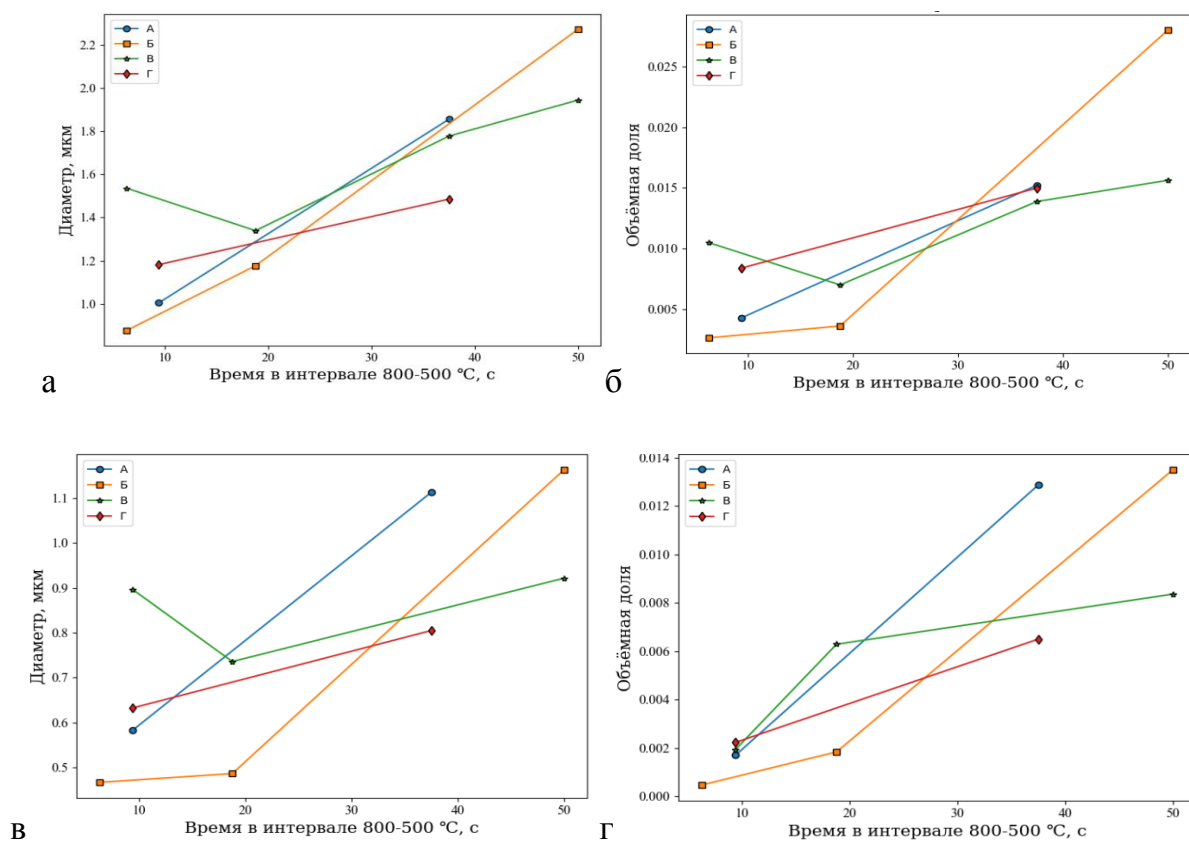 А
Б
В
Г
2.2
2.0
1.8
1.6
1.4
1.2
1.0
Диаметр, мкм
10 20 30 40 50
Время в интервале 800-500 °C, с
а
А
Б
В
Г
0.025
0.020
0.015
0.010
0.005
Объёмная доля
10 20 30 40 50
Время в интервале 800-500 °C, с
б
А
Б
В
Г
1.1
1.0
0.9
0.8
0.7
0.6
0.5
Диаметр, мкм
10 20 30 40 50
Время в интервале 800-500 °C, с
в
А
Б
В
Г
0.014
0.012
0.010
0.008
0.006
0.004
0.002
0.000
Объёмная доля
10 20 30 40 50
Время в интервале 800-500 °C, с
г